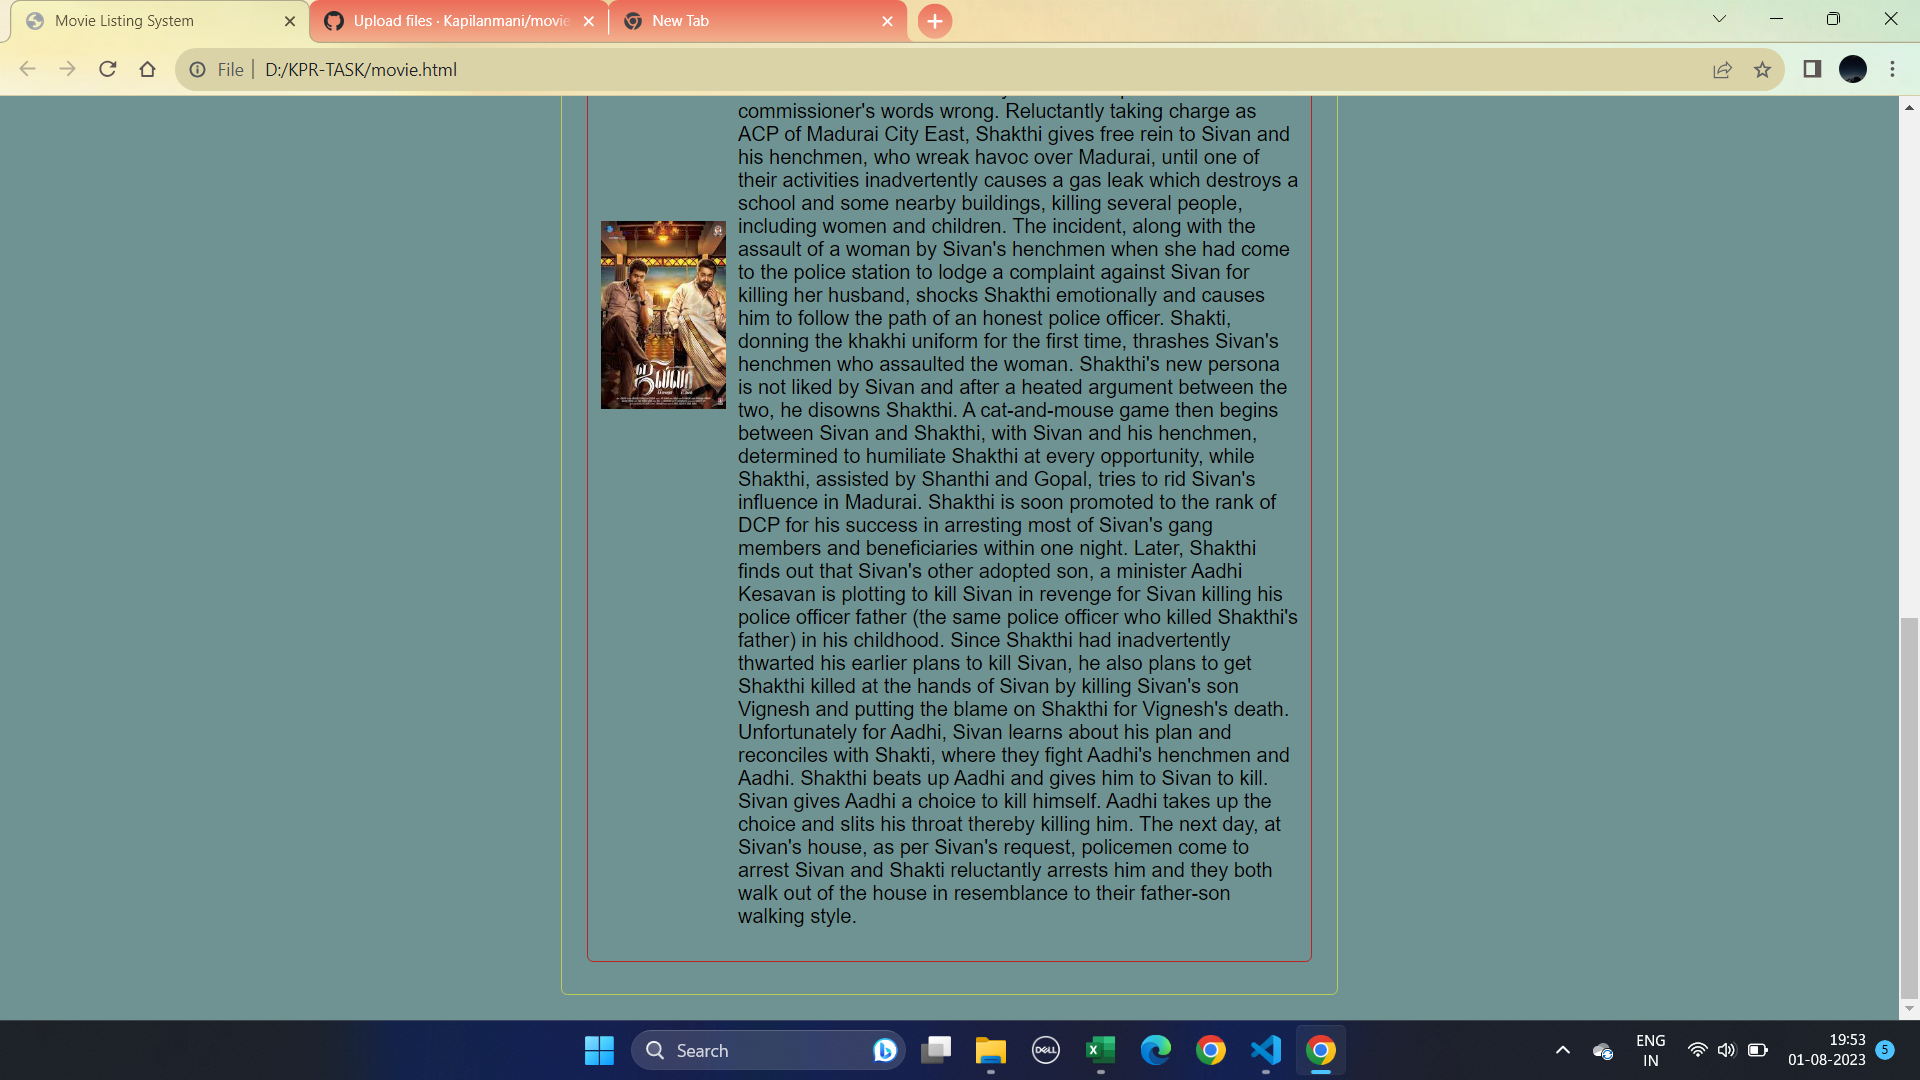 Movie Listing System
Upload files · Kapilanmani/movie
New Tab
File
D:/KPR-TASK/movie.html
commissioner's words wrong. Reluctantly taking charge as
ACP of Madurai City East, Shakthi gives free rein to Sivan and
his henchmen, who wreak havoc over Madurai, until one of
their activities inadvertently causes a gas leak which destroys a
school and some nearby buildings, killing several people,
including women and children. The incident, along with the
assault of a woman by Sivan's henchmen when she had come
to the police station to lodge a complaint against Sivan for
killing her husband, shocks Shakthi emotionally and causes
him to follow the path of an honest police officer. Shakti,
donning the khakhi uniform for the first time, thrashes Sivan's
henchmen who assaulted the woman. Shakthi's new persona
is not liked by Sivan and after a heated argument between the
two, he disowns Shakthi. A cat-and-mouse game then begins
between Sivan and Shakthi, with Sivan and his henchmen,
determined to humiliate Shakthi at every opportunity, while
Shakthi, assisted by Shanthi and Gopal, tries to rid Sivan's
influence in Madurai. Shakthi is soon promoted to the rank of
DCP for his success in arresting most of Sivan's gang
members and beneficiaries within one night. Later, Shakthi
finds out that Sivan's other adopted son, a minister Aadhi
Kesavan is plotting to kill Sivan in revenge for Sivan killing his
police officer father (the same police officer who killed Shakthi's
father) in his childhood. Since Shakthi had inadvertently
thwarted his earlier plans to kill Sivan, he also plans to get
Shakthi killed at the hands of Sivan by killing Sivan's son
Vignesh and putting the blame on Shakthi for Vignesh's death.
Unfortunately for Aadhi, Sivan learns about his plan and
reconciles with Shakti, where they fight Aadhi's henchmen and
Aadhi. Shakthi beats up Aadhi and gives him to Sivan to kill.
Sivan gives Aadhi a choice to kill himself. Aadhi takes up the
choice and slits his throat thereby killing him. The next day, at
Sivan's house, as per Sivan's request, policemen come to
arrest Sivan and Shakti reluctantly arrests him and they both
walk out of the house in resemblance to their father-son
walking style.
ஜில்லா
Search
DELL
ENG
IN
19:53
01-08-2023
5